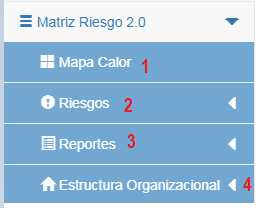 Matriz Riesgo 2.0
Mapa Calor 1
Riesgos 2
Reportes 3
Estructura Organizacional 4